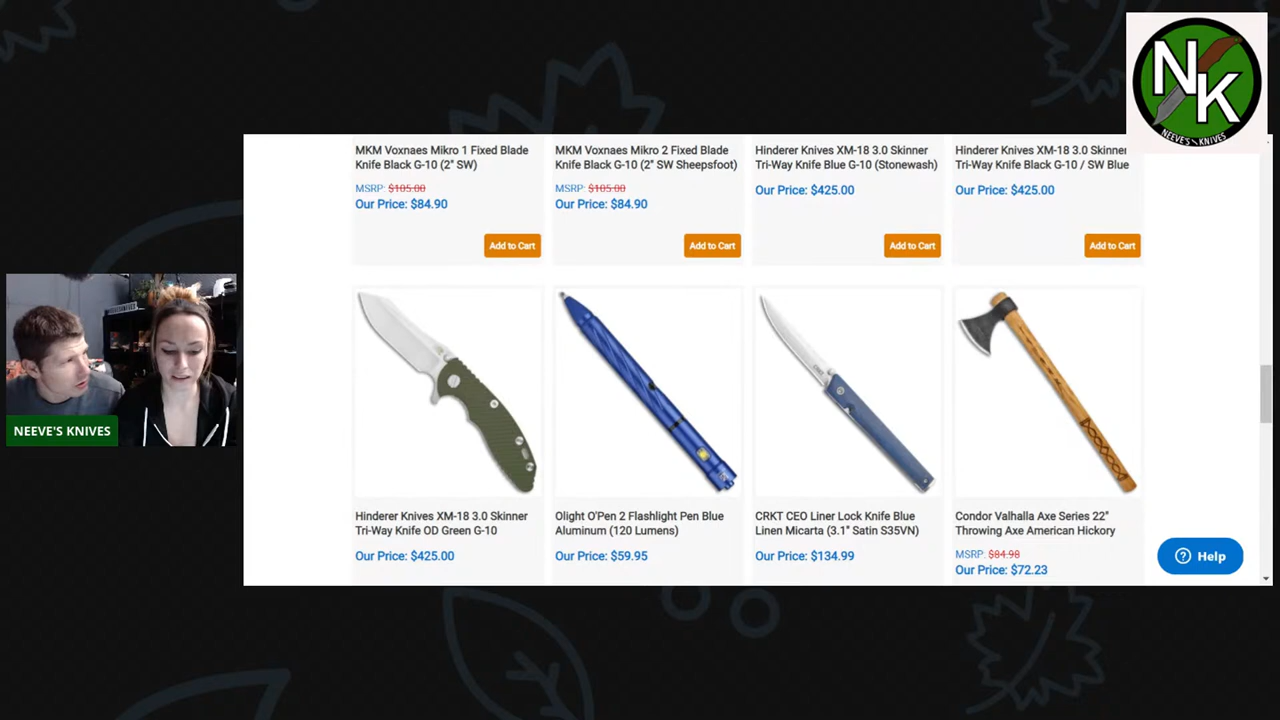 NK
NEEVE'S KNIVES
MKM Voxnaes Mikro 1 Fixed Blade
Knife Black G-10 (2" SW)
MSRP: $105.00
Our Price: $84.90
Add to Cart
MKM Voxnaes Mikro 2 Fixed Blade
Knife Black G-10 (2" SW Sheepsfoot)
MSRP: $105.00
Our Price: $84.90
Add to Cart
Hinderer Knives XM-18 3.0 Skinner
Tri-Way Knife Blue G-10 (Stonewash)
Our Price: $425.00
Add to Cart
Hinderer Knives XM-18 3.0 Skinner
Tri-Way Knife Black G-10 / SW Blue
Our Price: $425.00
Add to Cart
NEEVE'S KNIVES
Hinderer Knives XM-18 3.0 Skinner
Tri-Way Knife OD Green G-10
Our Price: $425.00
Olight O'Pen 2 Flashlight Pen Blue
Aluminum (120 Lumens)
Our Price: $59.95
CRKT CEO Liner Lock Knife Blue
Linen Micarta (3.1" Satin S35VN)
Our Price: $134.99
Condor Valhalla Axe Series 22"
Throwing Axe American Hickory
MSRP: $84.98
Our Price: $72.23
Help